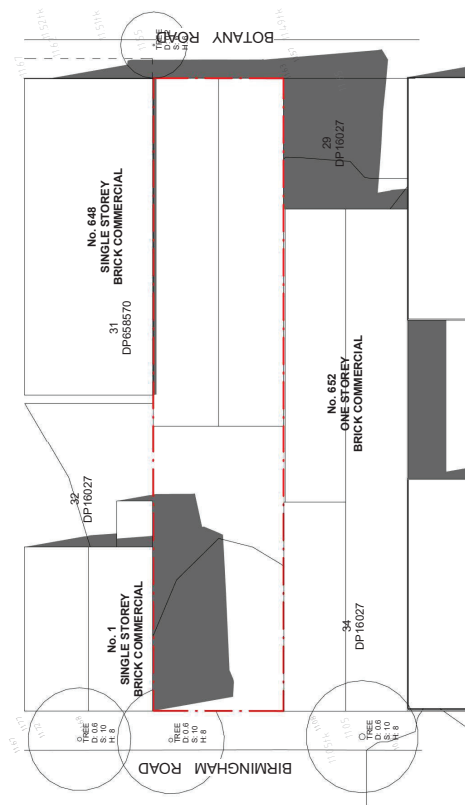 BOTANY ROAD
TREE
No. 648
SINGLE STOREY
BRICK COMMERCIAL
31
DP658570
29
DP16027
No. 652
ONE STOREY
BRICK COMMERCIAL
32
DP16027
No. 1
SINGLE STOREY
BRICK COMMERCIAL
34
DP16027
TREE
D: 0.6
S: 10
H: 8
TREE
D: 0.6
S: 10
H: 8
TREE
D: 0.6
S: 10
H: 8
BIRMINGHAM ROAD